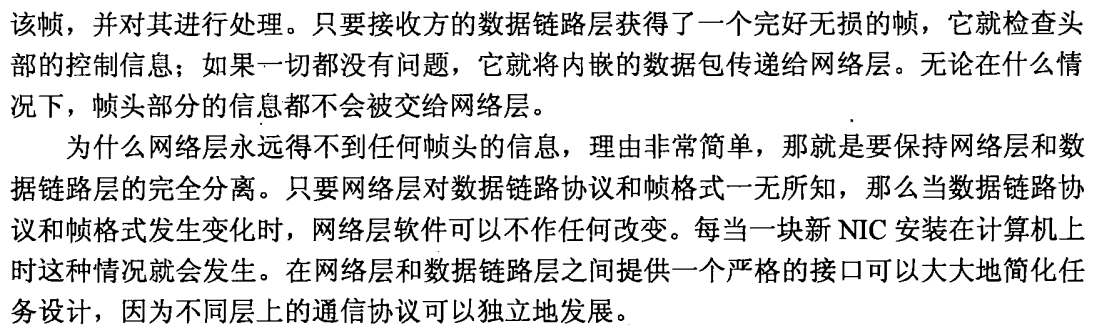 该帧，并对其进行处理。只要接收方的数据链路层获得了一个完好无损的帧，它就检查头
部的控制信息；如果一切都没有问题，它就将内嵌的数据包传递给网络层。无论在什么情
况下，帧头部分的信息都不会被交给网络层。
为什么网络层永远得不到任何帧头的信息，理由非常简单，那就是要保持网络层和数
据链路层的完全分离。只要网络层对数据链路协议和帧格式一无所知，那么当数据链路协
议和帧格式发生变化时，网络层软件可以不作任何改变。每当一块新 NIC 安装在计算机上
时这种情况就会发生。在网络层和数据链路层之间提供一个严格的接口可以大大地简化任
务设计，因为不同层上的通信协议可以独立地发展。